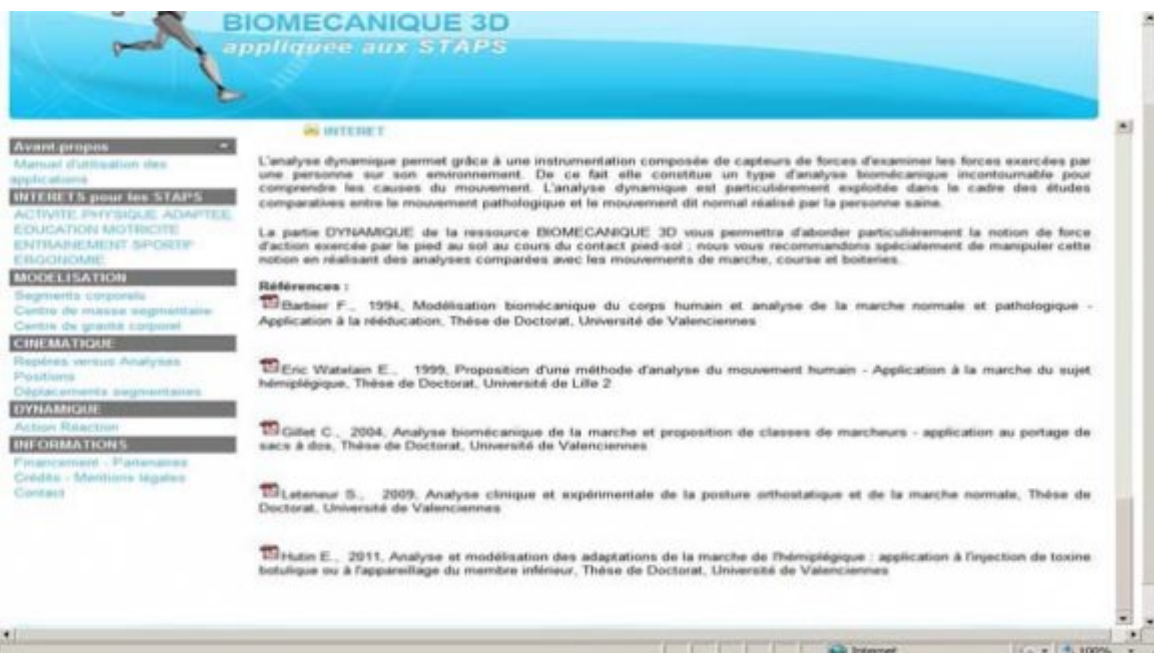 BIOMECANIQUE 3D
appliquée aux STAPS
INTERET
Avant-propos
Manuel d'utilisation des
applications
INTERETS pour les STAPS
ACTIVITE PHYSIQUE ADAPTEE
EDUCATION MOTRICITE
ENTRAINEMENT SPORTIF
ERGONOMIE
MODELISATION
Segments corporels
Centre de masse segmentaire
Centre de gravité corporel
CINEMATIQUE
Repères versus Analyses
Positions
Déplacements segmentaires
DYNAMIQUE
Action Réaction
INFORMATIONS
Financement - Partenaires
Crédits - Mentions légales
Contact
L'analyse dynamique permet grâce à une instrumentation composée de capteurs de forces d'examiner les forces exercées par
une personne sur son environnement. De ce fait elle constitue un type d'analyse biomécanique incontournable pour
comprendre les causes du mouvement. L'analyse dynamique est particulièrement exploitée dans le cadre des études
comparatives entre le mouvement pathologique et le mouvement dit normal réalisé par la personne saine.
La partie DYNAMIQUE de la ressource BIOMECANIQUE 3D vous permettra d'aborder particulièrement la notion de force
d'action exercée par le pied au sol au cours du contact pied-sol ; nous vous recommandons spécialement de manipuler cette
notion en réalisant des analyses comparées avec les mouvements de marche, course et boiteries.
Références :
Barbier F., 1994, Modélisation biomécanique du corps humain et analyse de la marche normale et pathologique -
Application à la rééducation, Thèse de Doctorat, Université de Valenciennes
Eric Watelain E., 1999, Proposition d'une méthode d'analyse du mouvement humain - Application à la marche du sujet
hémiplégique, Thèse de Doctorat, Université de Lille 2
Gillet C., 2004, Analyse biomécanique de la marche et proposition de classes de marcheurs - application au portage de
sacs à dos, Thèse de Doctorat, Université de Valenciennes
Leteneur S., 2009, Analyse clinique et expérimentale de la posture orthostatique et de la marche normale, Thèse de
Doctorat, Université de Valenciennes
Hutin E., 2011, Analyse et modélisation des adaptations de la marche de l'hémiplégique : application à l'injection de toxine
botulique ou à l'appareillage du membre inférieur, Thèse de Doctorat, Université de Valenciennes
Internet
100%